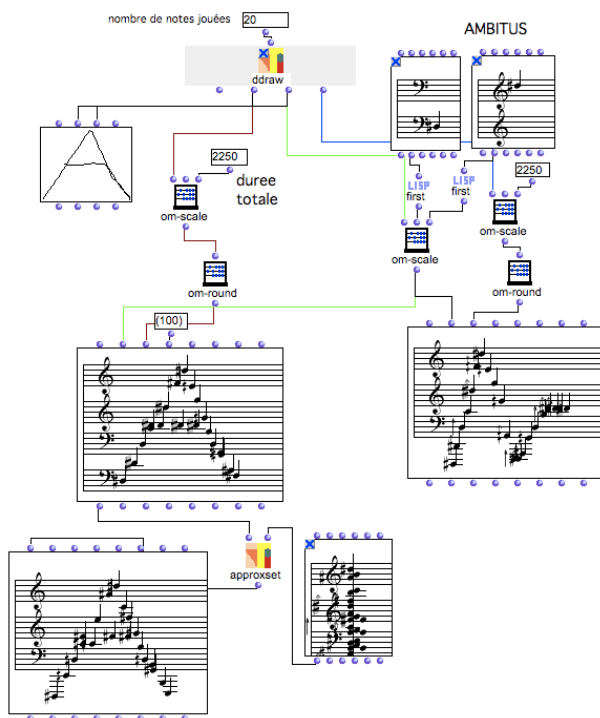 nombre de notes jouées 20
AMBITUS
ddraw
2250
duree
totale
LISP
first
LISP
first
2250
om-scale
om-scale
om-scale
om-round
om-round
(100)
approxset